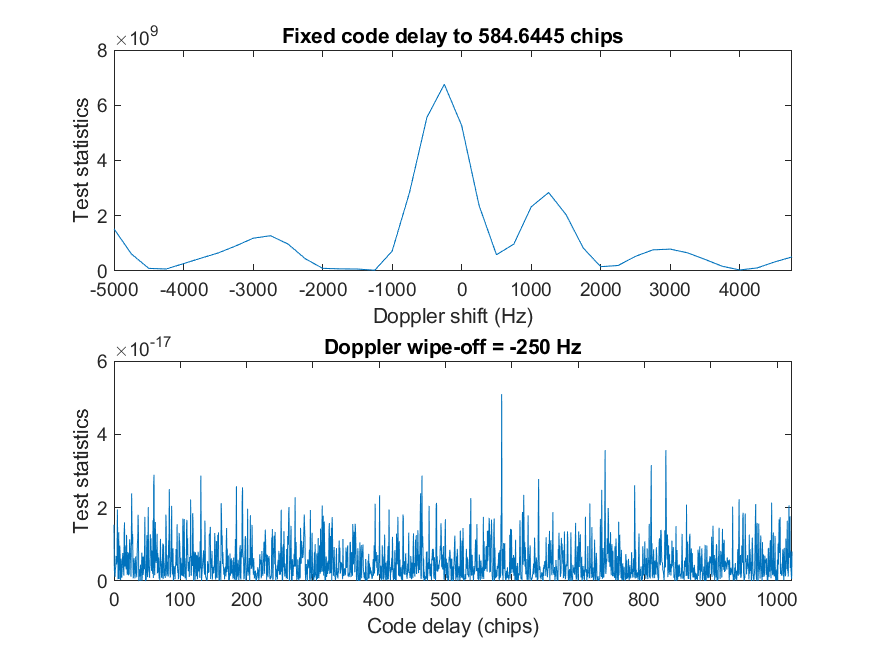 ×10^9
Fixed code delay to 584.6445 chips
8
6
4
2
0
Test statistics
-5000 -4000 -3000 -2000 -1000 0 1000 2000 3000 4000
Doppler shift (Hz)
×10^-17
Doppler wipe-off = -250 Hz
6
4
2
0
Test statistics
0 100 200 300 400 500 600 700 800 900 1000
Code delay (chips)